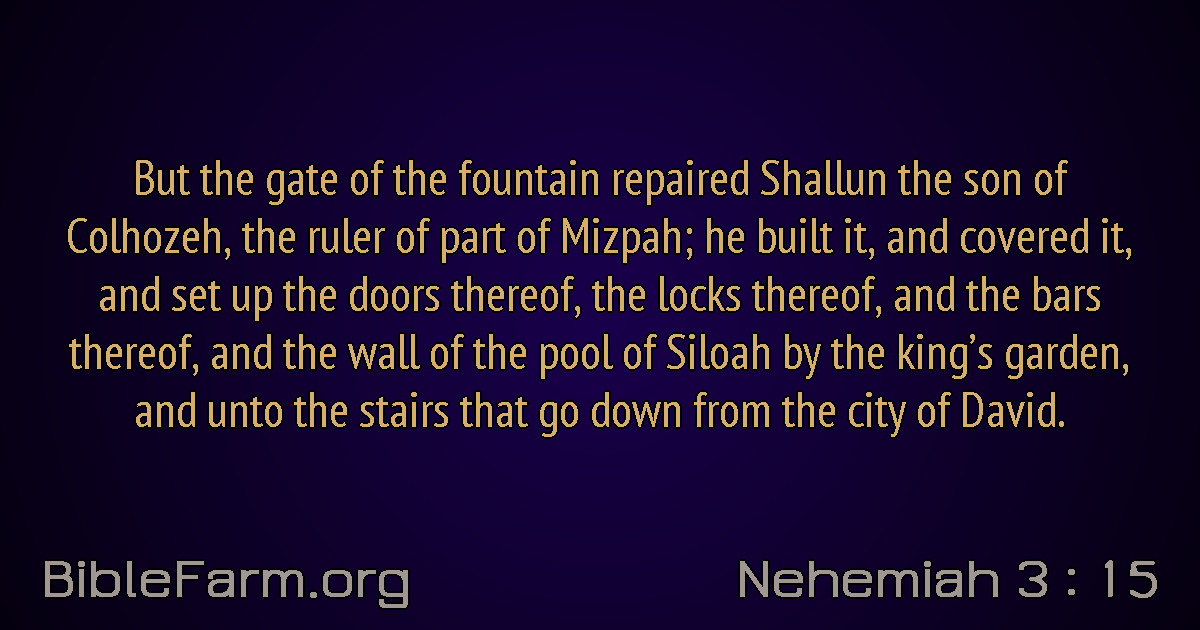 But the gate of the fountain repaired Shallun the son of
Colhozeh, the ruler of part of Mizpah; he built it, and covered it,
and set up the doors thereof, the locks thereof, and the bars
thereof, and the wall of the pool of Siloah by the king’s garden,
and unto the stairs that go down from the city of David.
BibleFarm.org
Nehemiah 3 : 15